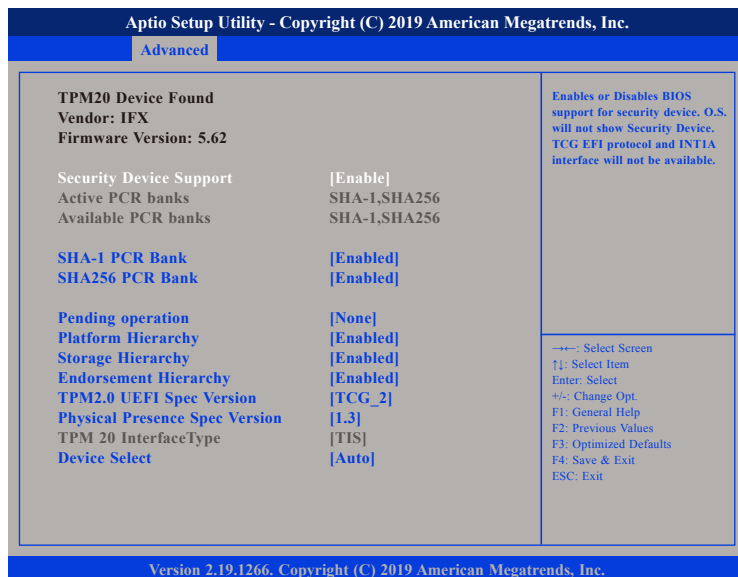 Aptio Setup Utility - Copyright (C) 2019 American Megatrends, Inc.
Advanced
TPM20 Device Found
Vendor: IFX
Firmware Version: 5.62
Security Device Support [Enable]
Active PCR banks SHA-1,SHA256
Available PCR banks SHA-1,SHA256
SHA-1 PCR Bank [Enabled]
SHA256 PCR Bank [Enabled]
Pending operation [None]
Platform Hierarchy [Enabled]
Storage Hierarchy [Enabled]
Endorsement Hierarchy [Enabled]
TPM2.0 UEFI Spec Version [TCG_2]
Physical Presence Spec Version [1.3]
TPM 20 InterfaceType [TIS]
Device Select [Auto]
Enables or Disables BIOS
support for security device. O.S.
will not show Security Device.
TCG EFI protocol and INT1A
interface will not be available.
→←: Select Screen
↑↓: Select Item
Enter: Select
+/-: Change Opt.
F1: General Help
F2: Previous Values
F3: Optimized Defaults
F4: Save & Exit
ESC: Exit
Version 2.19.1266. Copyright (C) 2019 American Megatrends, Inc.